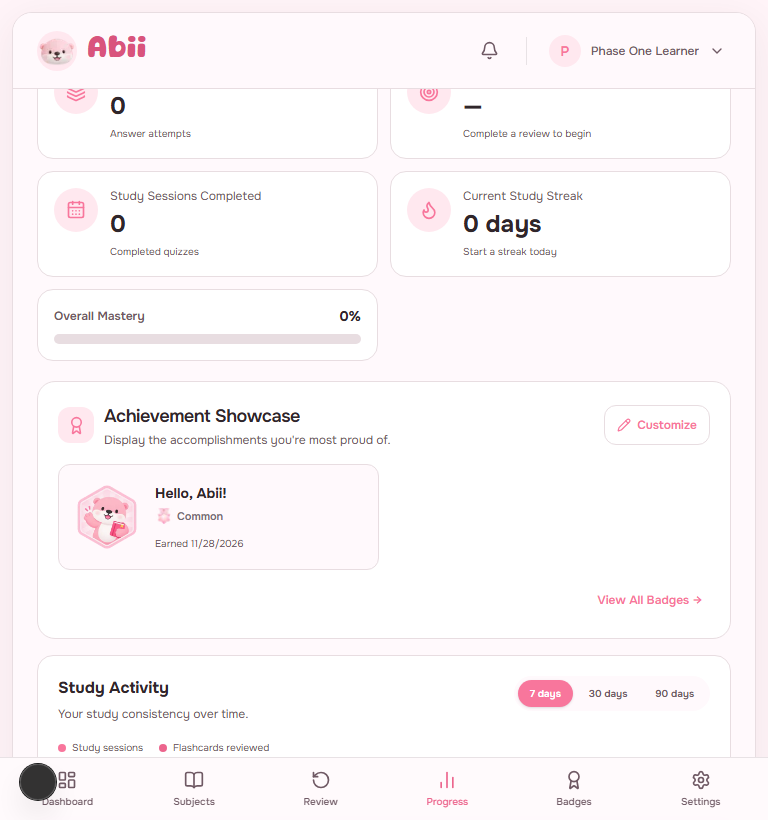 Abii
P Phase One Learner
0
Answer attempts
—
Complete a review to begin
Study Sessions Completed
0
Completed quizzes
Current Study Streak
0 days
Start a streak today
Overall Mastery 0%
Achievement Showcase
Display the accomplishments you're most proud of.
Customize
Hello, Abii!
Common
Earned 11/28/2026
View All Badges →
Study Activity
Your study consistency over time.
7 days 30 days 90 days
Study sessions Flashcards reviewed
Dashboard Subjects Review Progress Badges Settings